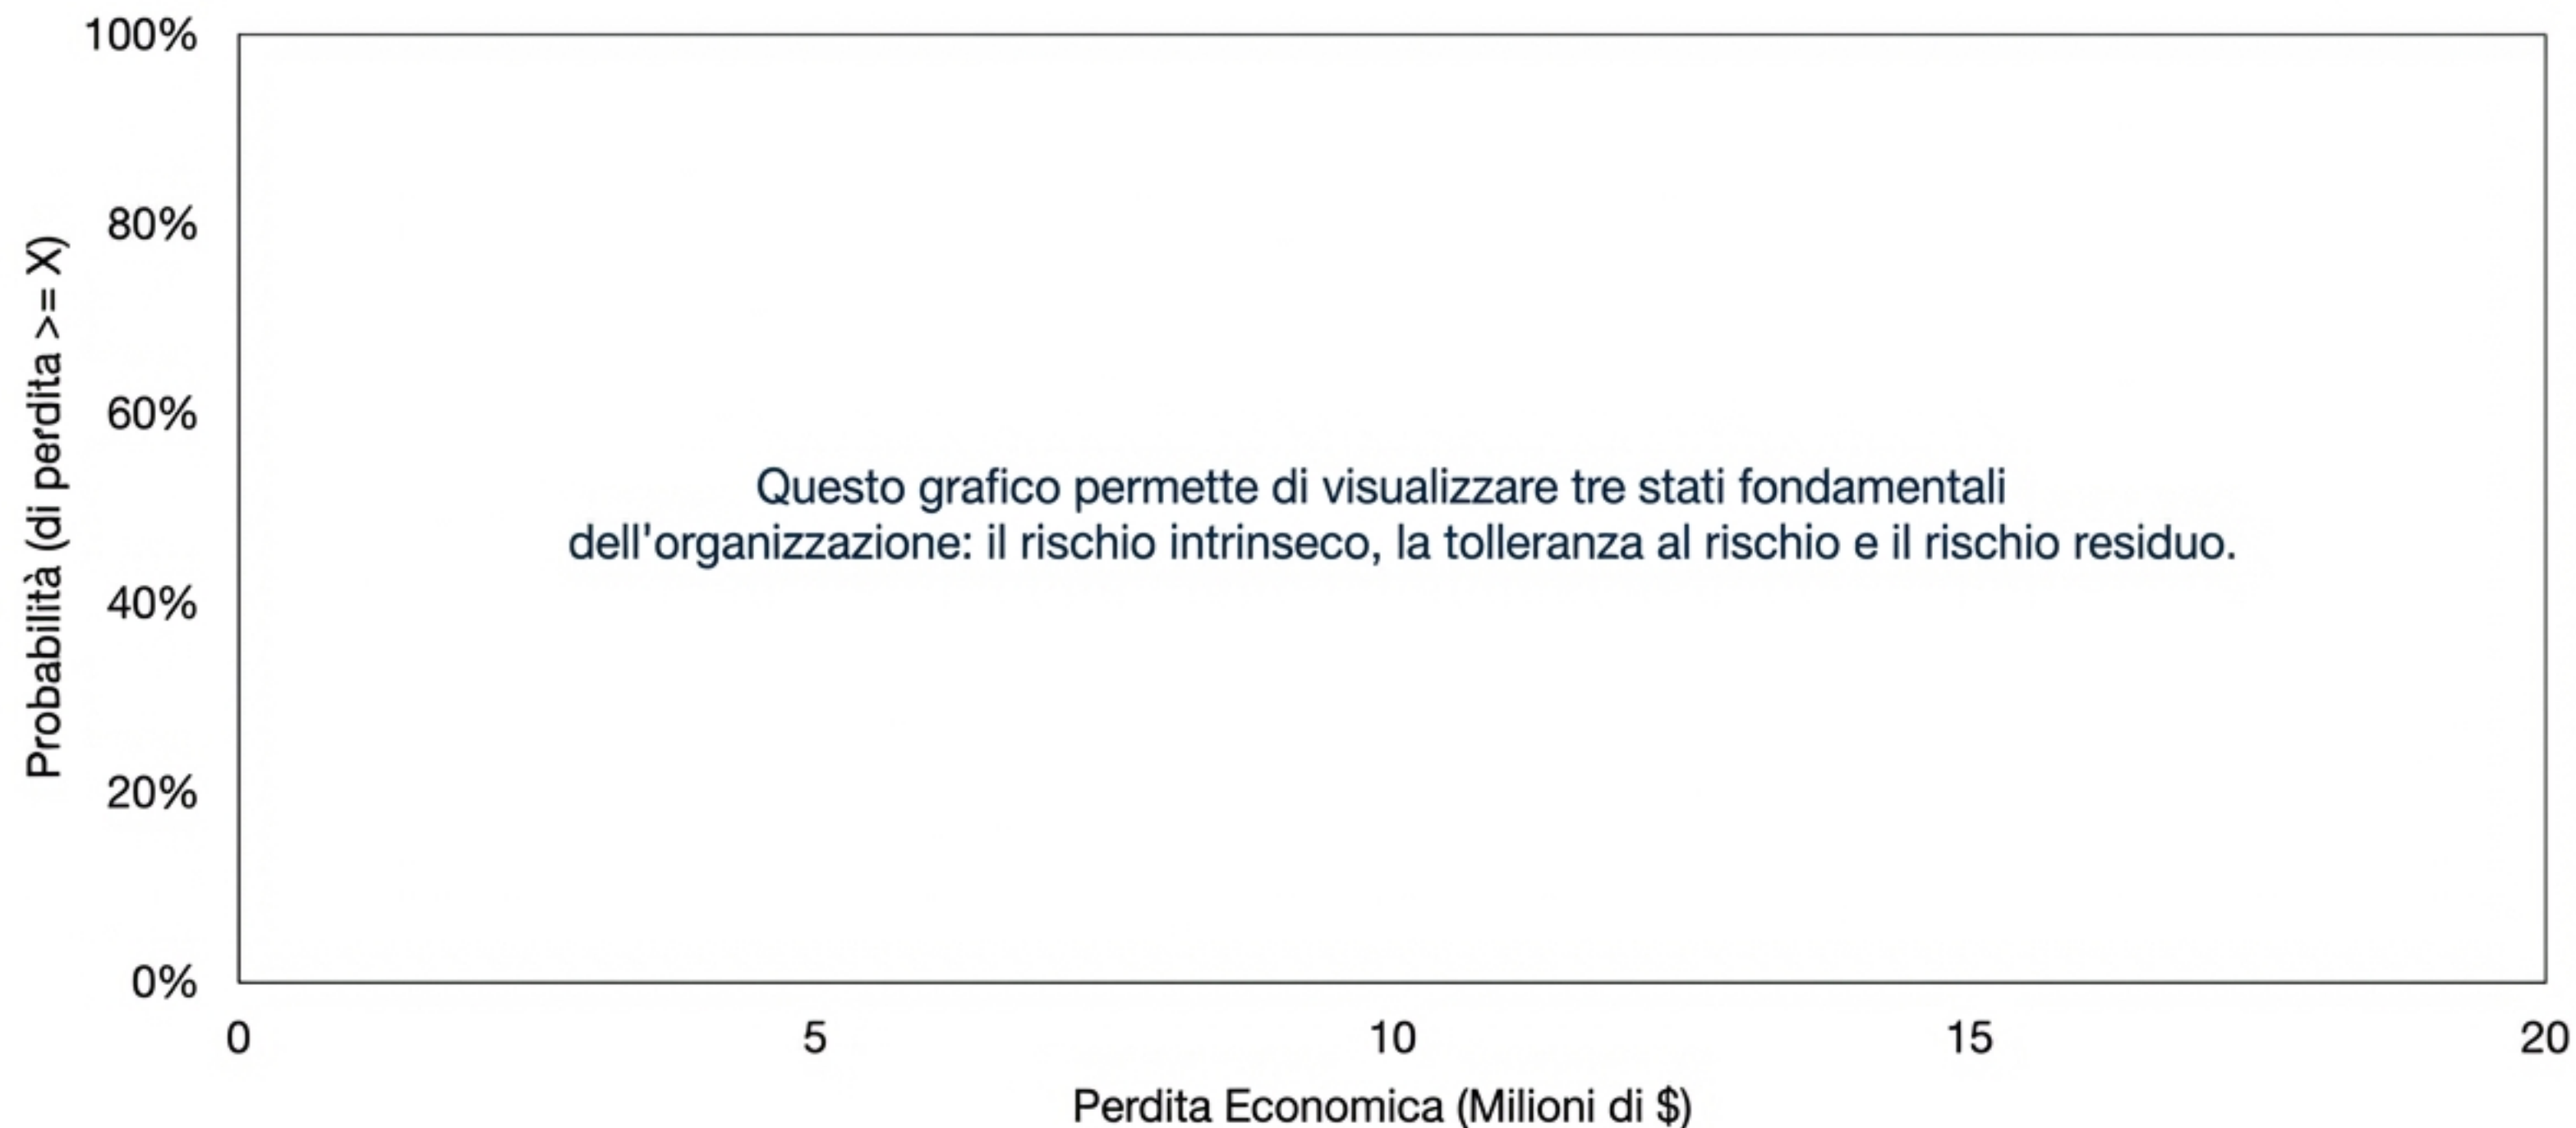 100%
80%
60%
40%
20%
0%
Probabilità (di perdita >= X)
Questo grafico permette di visualizzare tre stati fondamentali
dell'organizzazione: il rischio intrinseco, la tolleranza al rischio e il rischio residuo.
0 5 10 15 20
Perdita Economica (Milioni di $)